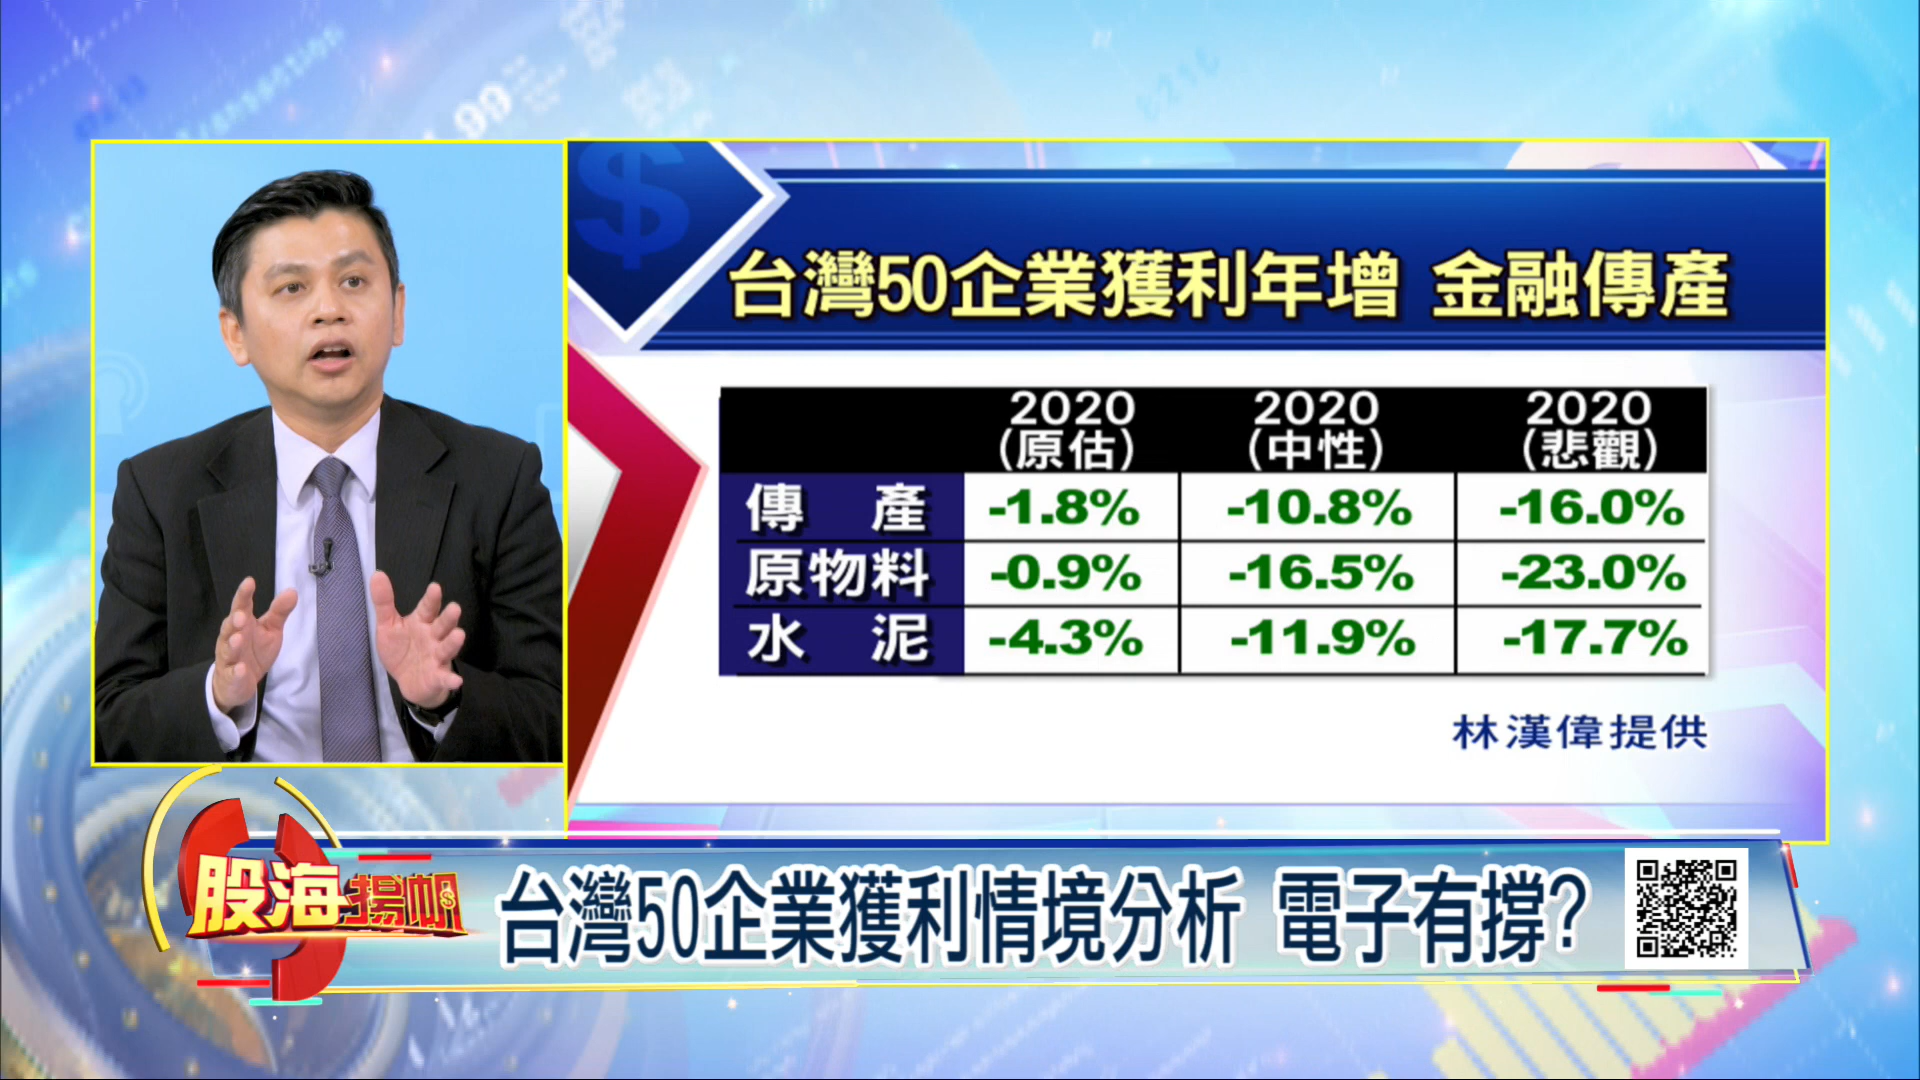 台灣50企業獲利年增 金融傳產
2020 2020 2020
(原估) (中性) (悲觀)
傳產 -1.8% -10.8% -16.0%
原物料 -0.9% -16.5% -23.0%
水泥 -4.3% -11.9% -17.7%
林漢偉提供
股海揚帆
台灣50企業獲利情境分析 電子有撐?